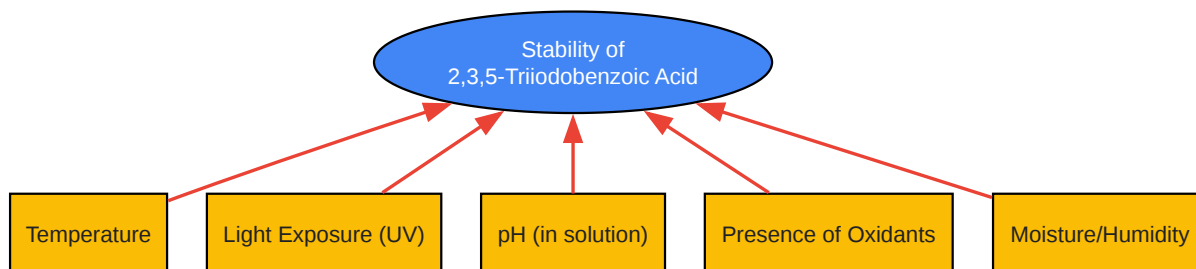 Stability of
2,3,5-Triiodobenzoic Acid
Temperature
Light Exposure (UV)
pH (in solution)
Presence of Oxidants
Moisture/Humidity